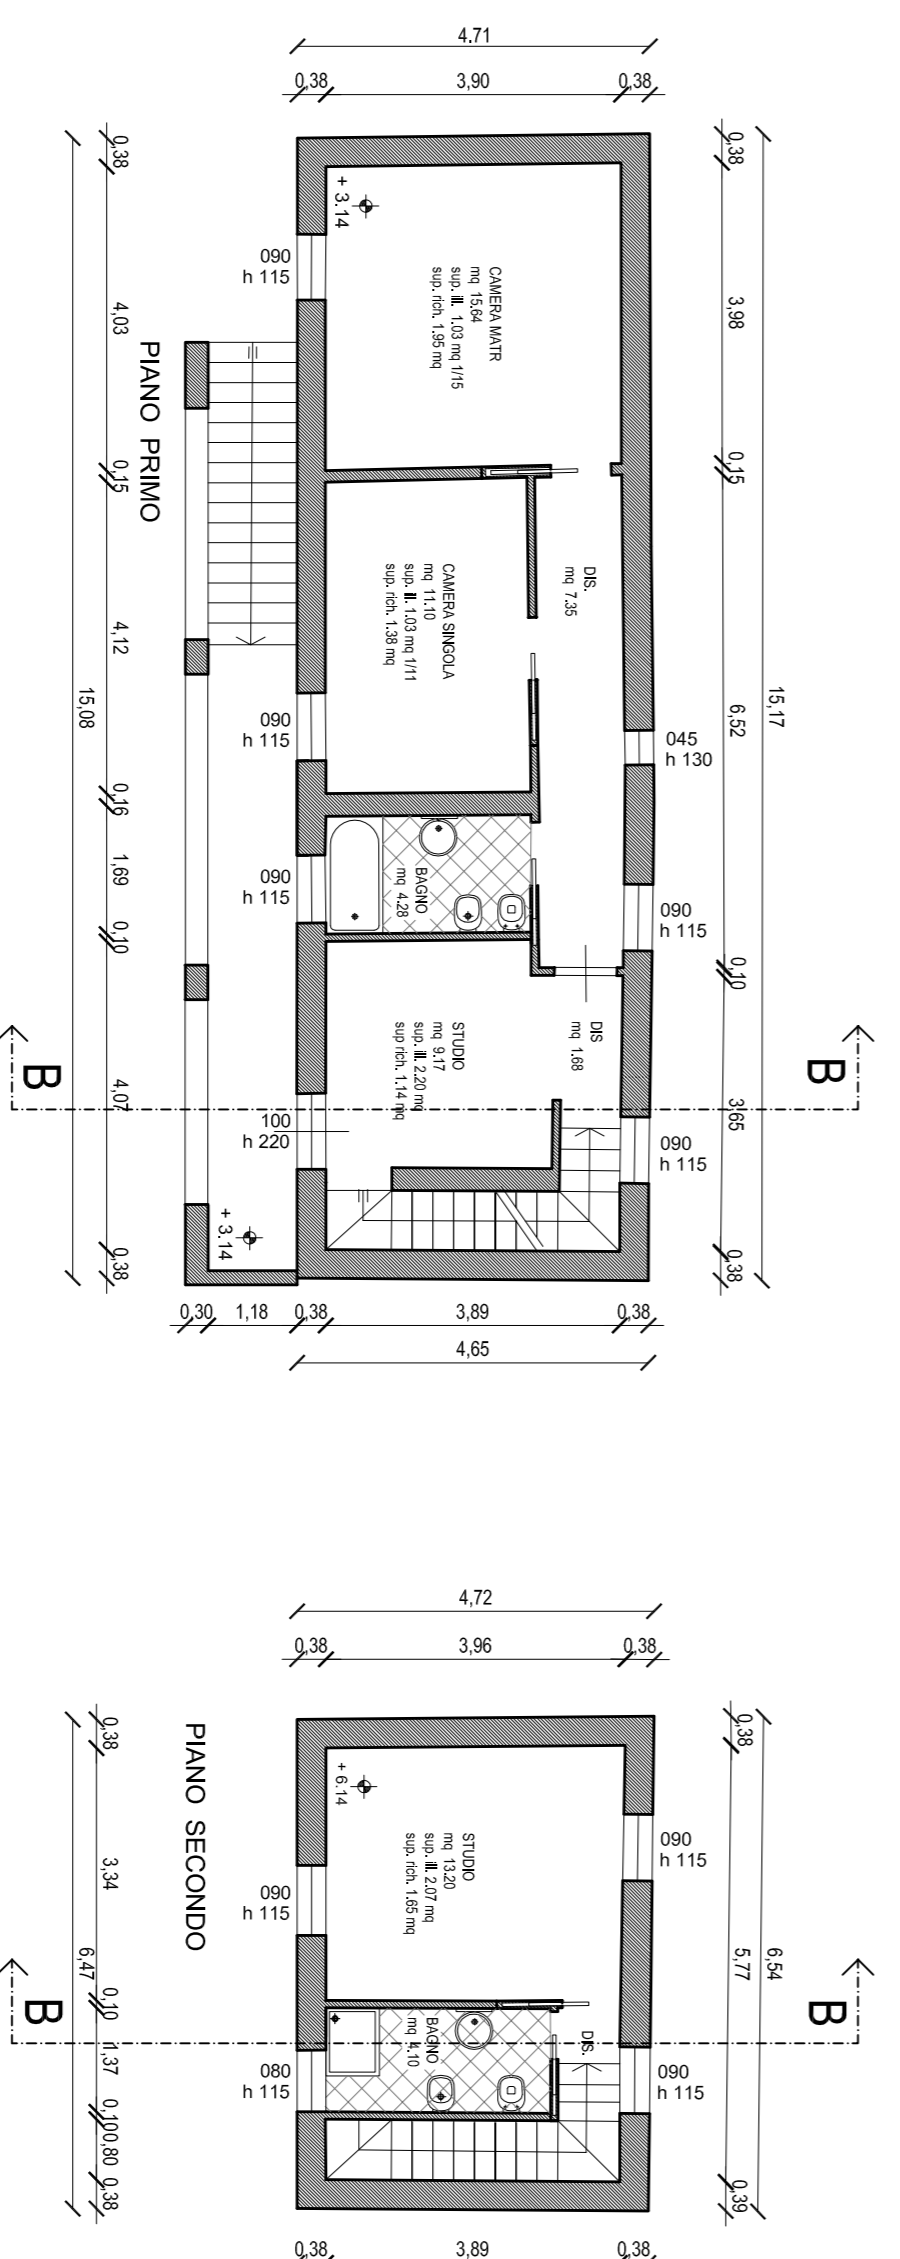 4.71
0,38
3,90
0,38
15,08
0,38
4,03
0,15
4,12
0,16
1,69
0,10
4,07
0,38
0,38
3,98
0,15
6,52
0,10
3,65
0,38
15,17
PIANO PRIMO
+ 3.14
CAMERA MATR
mq 15.64
sup. ill. 1.03 mq 1/15
sup. rich. 1.95 mq
090
h 115
DIS.
mq 7.35
CAMERA SINGOLA
mq 11.10
sup. ill. 1.03 mq 1/11
sup. rich. 1.38 mq
090
h 115
045
h 130
BAGNO
mq 4.28
090
h 115
090
h 115
DIS
mq 1.68
STUDIO
mq 9.17
sup. ill. 2.20 mq
sup rich. 1.14 mq
B
B
100
h 220
090
h 115
+ 3.14
0,30
1,18
0,38
3,89
0,38
4,65
4,72
0,38
3,96
0,38
6,47
0,38
3,34
0,10
1,37
0,10
0,80
0,38
0,38
5,77
0,39
6,54
PIANO SECONDO
+ 6.14
STUDIO
mq 13.20
sup. ill. 2.07 mq
sup. rich. 1.65 mq
090
h 115
090
h 115
B
B
DIS.
BAGNO
mq 4.10
080
h 115
090
h 115
0,38
3,89
0,38